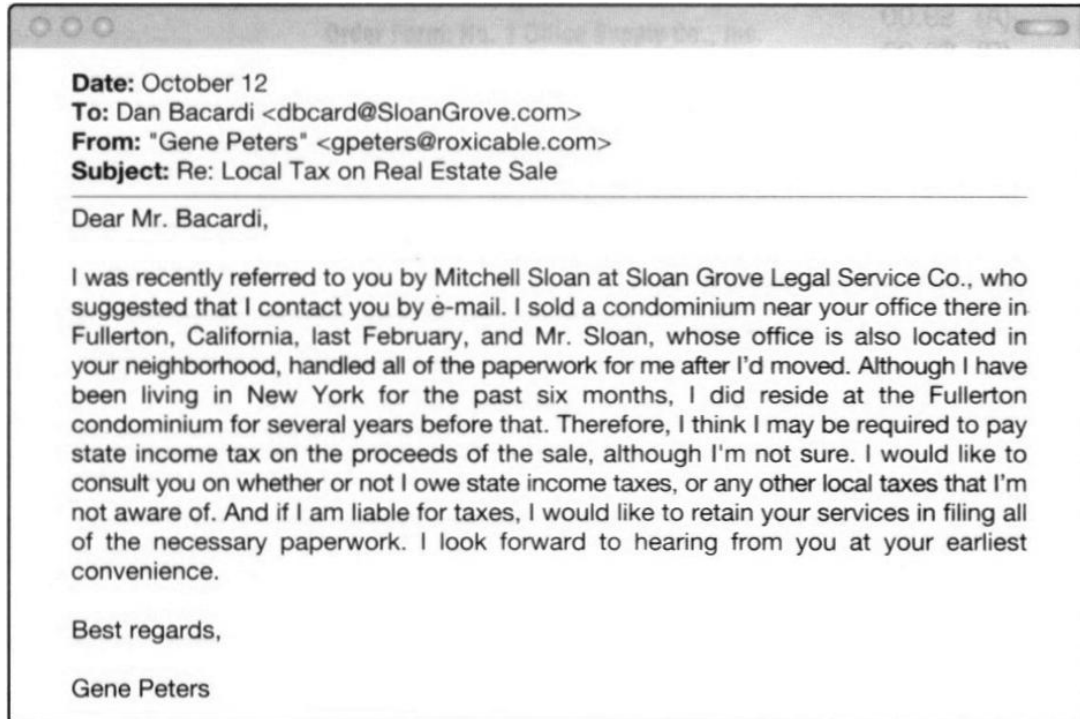 Order Form: No. 1 Office Supply Co., Inc.
Date: October 12
To: Dan Bacardi <dbcard@SloanGrove.com>
From: "Gene Peters" <gpeters@roxicable.com>
Subject: Re: Local Tax on Real Estate Sale
Dear Mr. Bacardi,
I was recently referred to you by Mitchell Sloan at Sloan Grove Legal Service Co., who
suggested that I contact you by e-mail. I sold a condominium near your office there in
Fullerton, California, last February, and Mr. Sloan, whose office is also located in
your neighborhood, handled all of the paperwork for me after I'd moved. Although I have
been living in New York for the past six months, I did reside at the Fullerton
condominium for several years before that. Therefore, I think I may be required to pay
state income tax on the proceeds of the sale, although I'm not sure. I would like to
consult you on whether or not I owe state income taxes, or any other local taxes that I'm
not aware of. And if I am liable for taxes, I would like to retain your services in filing all
of the necessary paperwork. I look forward to hearing from you at your earliest
convenience.
Best regards,
Gene Peters